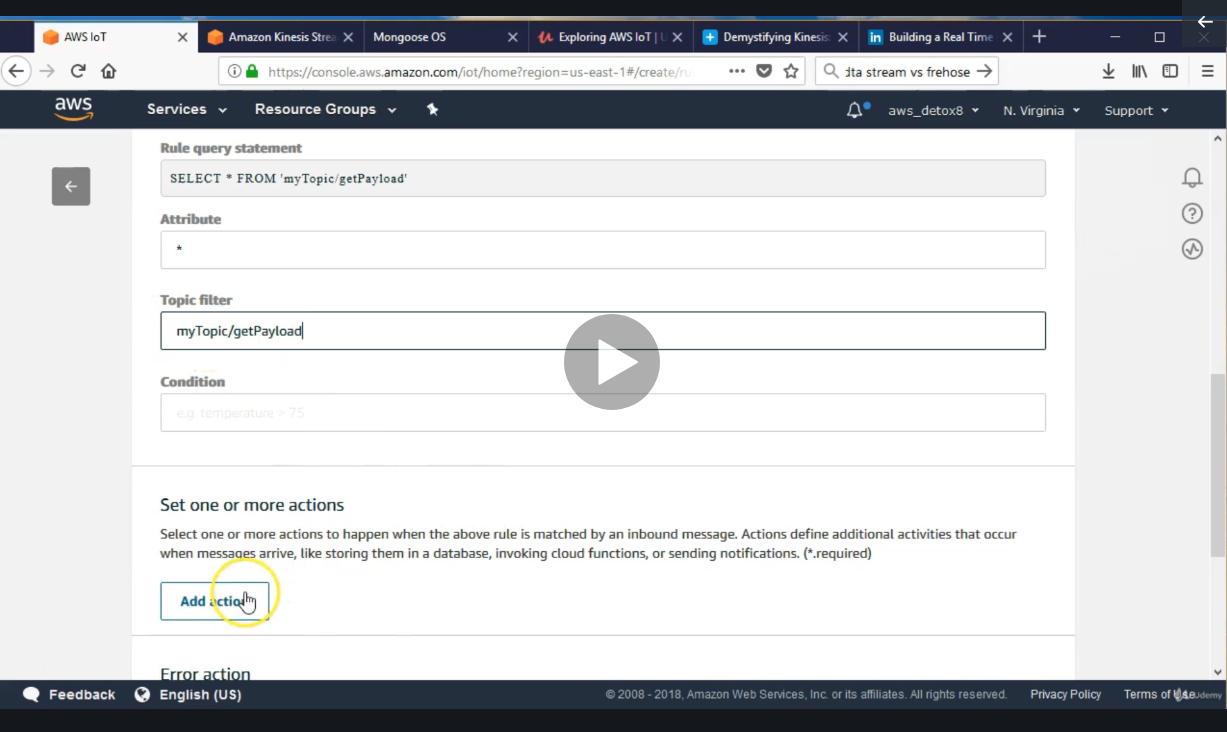 AWS IoT
Amazon Kinesis Strea
Mongoose OS
Exploring AWS IoT | U
Demystifying Kinesis
Building a Real Time
https://console.aws.amazon.com/iot/home?region=us-east-1#/create/ru
dta stream vs frehose
aws
Services
Resource Groups
aws_detox8
N. Virginia
Support
Rule query statement
SELECT * FROM 'myTopic/getPayload'
Attribute
*
Topic filter
myTopic/getPayload
Condition
e.g. temperature > 75
Set one or more actions
Select one or more actions to happen when the above rule is matched by an inbound message. Actions define additional activities that occur
when messages arrive, like storing them in a database, invoking cloud functions, or sending notifications. (*.required)
Add action
Error action
Feedback
English (US)
© 2008 - 2018, Amazon Web Services, Inc. or its affiliates. All rights reserved.
Privacy Policy
Terms of Use
Udemy